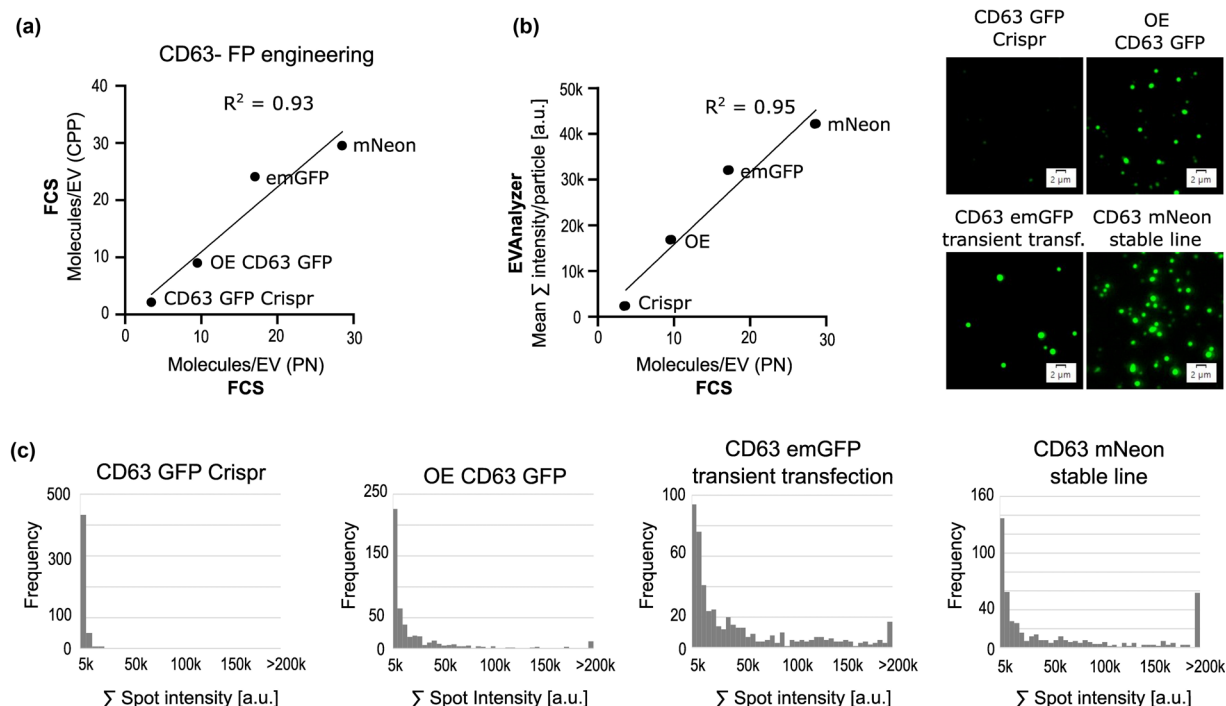 (a)
CD63- FP engineering
FCS
Molecules/EV (CPP)
40
30
20
10
0
R² = 0.93
mNeon
emGFP
OE CD63 GFP
CD63 GFP Crispr
0
10
20
30
Molecules/EV (PN)
FCS
(b)
EVAnalyzer
Mean ∑ intensity/particle [a.u.]
50k
40k
30k
20k
10k
0
R² = 0.95
mNeon
emGFP
OE
Crispr
0
10
20
30
Molecules/EV (PN)
FCS
CD63 GFP
Crispr
2 µm
OE
CD63 GFP
2 µm
CD63 emGFP
transient transf.
2 µm
CD63 mNeon
stable line
2 µm
(c)
CD63 GFP Crispr
Frequency
500
300
100
0
5k
50k
100k
150k
>200k
∑ Spot intensity [a.u.]
OE CD63 GFP
Frequency
250
150
50
0
5k
50k
100k
150k
>200k
∑ Spot Intensity [a.u.]
CD63 emGFP
transient transfection
Frequency
100
60
20
0
5k
50k
100k
150k
>200k
∑ Spot intensity [a.u.]
CD63 mNeon
stable line
Frequency
160
100
40
0
5k
50k
100k
150k
>200k
∑ Spot intensity [a.u.]